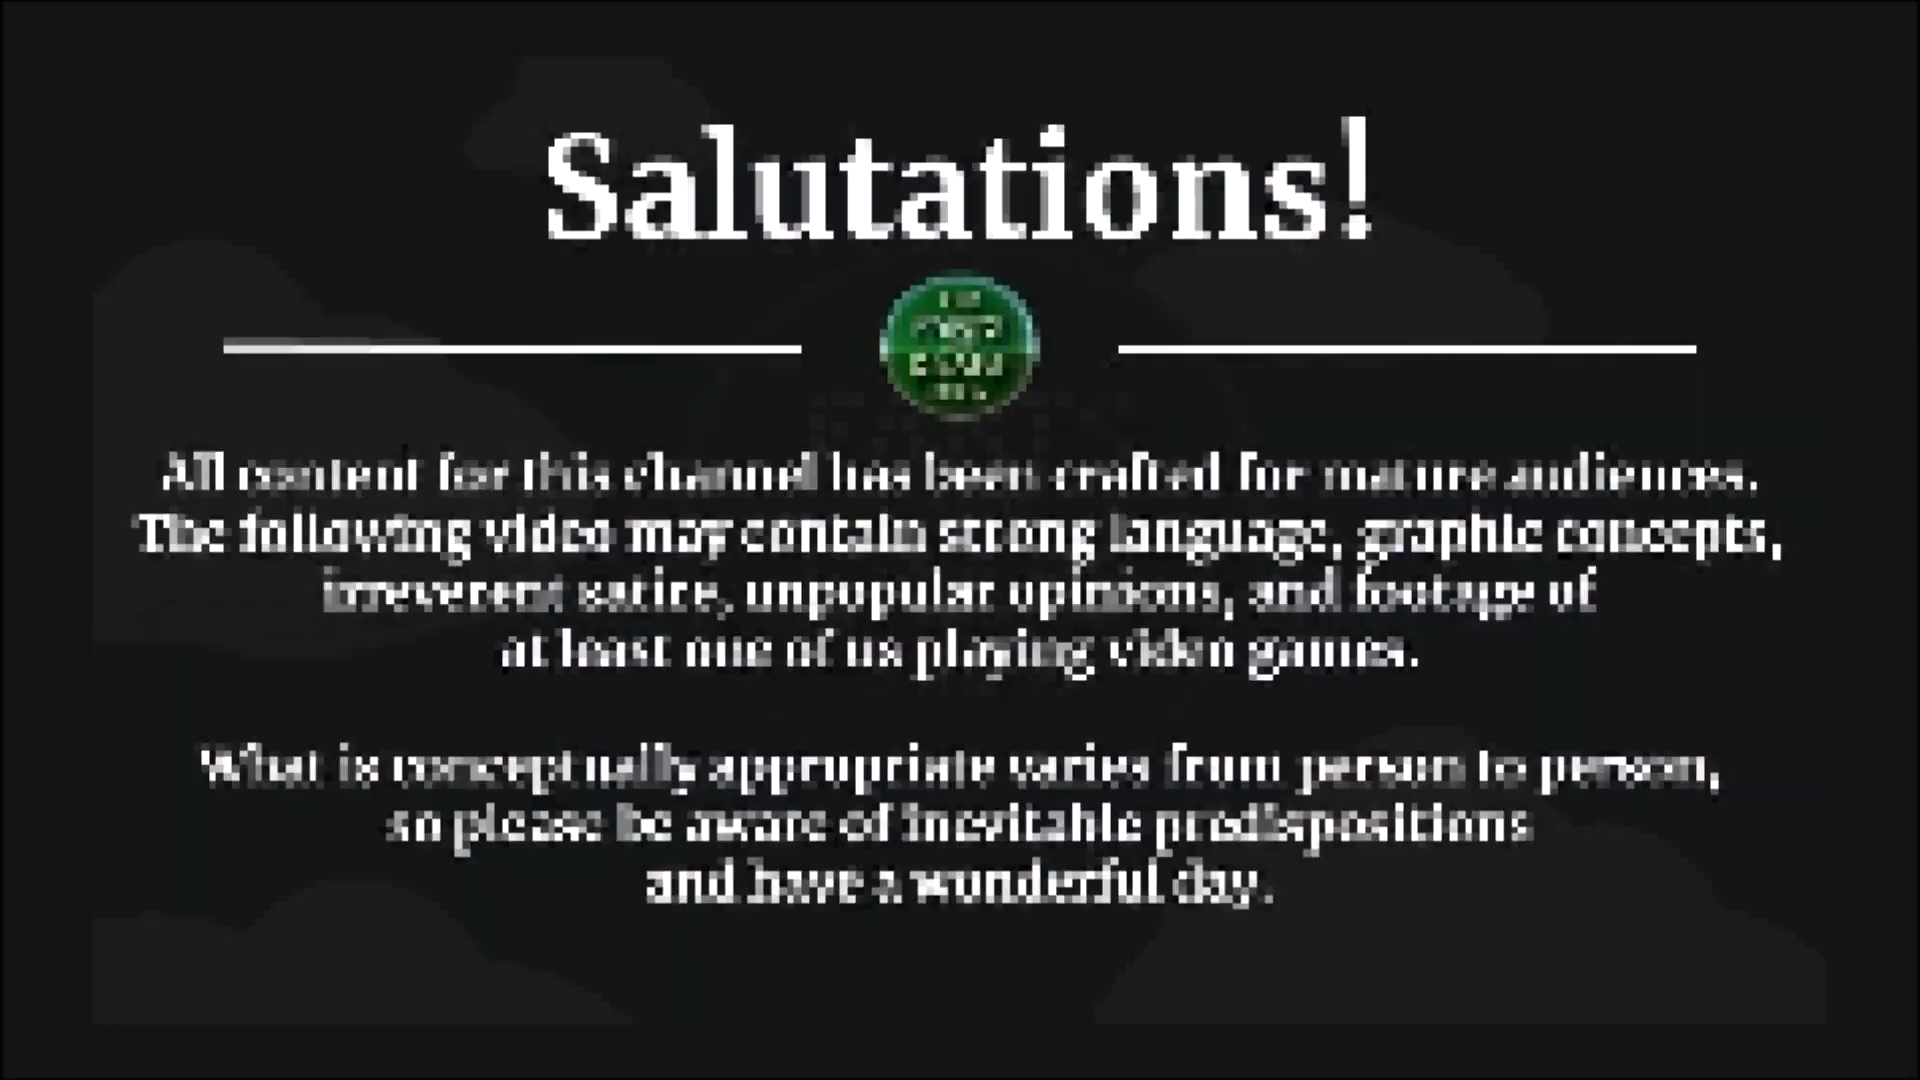 Salutations!
All content for this channel has been crafted for mature audiences.
The following video may contain strong language, graphic concepts,
irreverent satire, unpopular opinions, and footage of
at least one of us playing video games.
What is conceptually appropriate varies from person to person,
so please be aware of inevitable predispositions
and have a wonderful day.